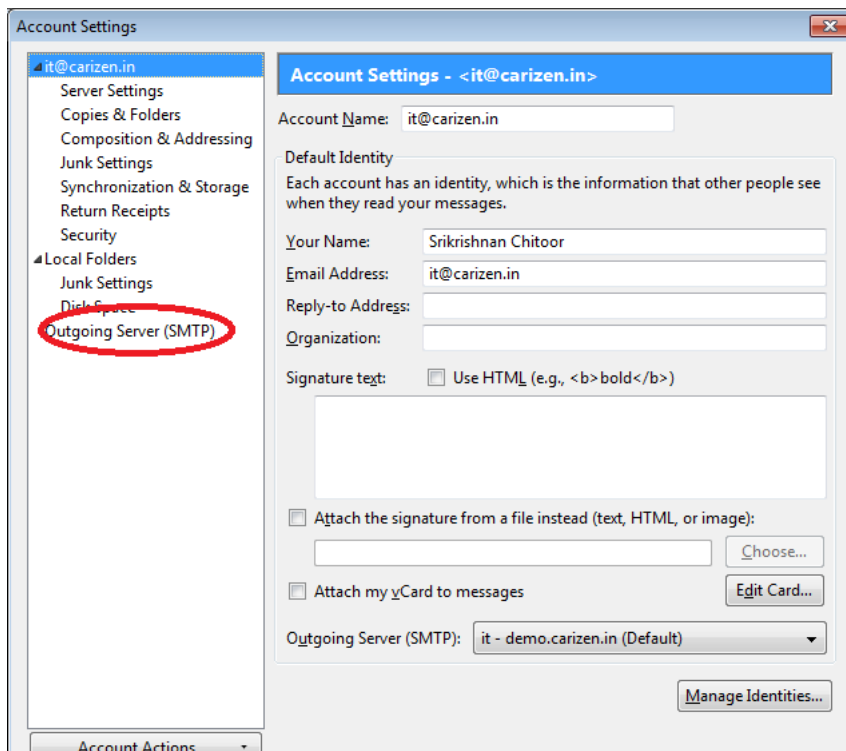 Account Settings
it@carizen.in
Server Settings
Copies & Folders
Composition & Addressing
Junk Settings
Synchronization & Storage
Return Receipts
Security
Local Folders
Junk Settings
Disk Space
Outgoing Server (SMTP)
Account Actions
Account Settings - <it@carizen.in>
Account Name: it@carizen.in
Default Identity
Each account has an identity, which is the information that other people see
when they read your messages.
Your Name: Srikrishnan Chitoor
Email Address: it@carizen.in
Reply-to Address:
Organization:
Signature text: Use HTML (e.g., <b>bold</b>)
Attach the signature from a file instead (text, HTML, or image):
Choose...
Attach my vCard to messages
Edit Card...
Outgoing Server (SMTP): it - demo.carizen.in (Default)
Manage Identities...